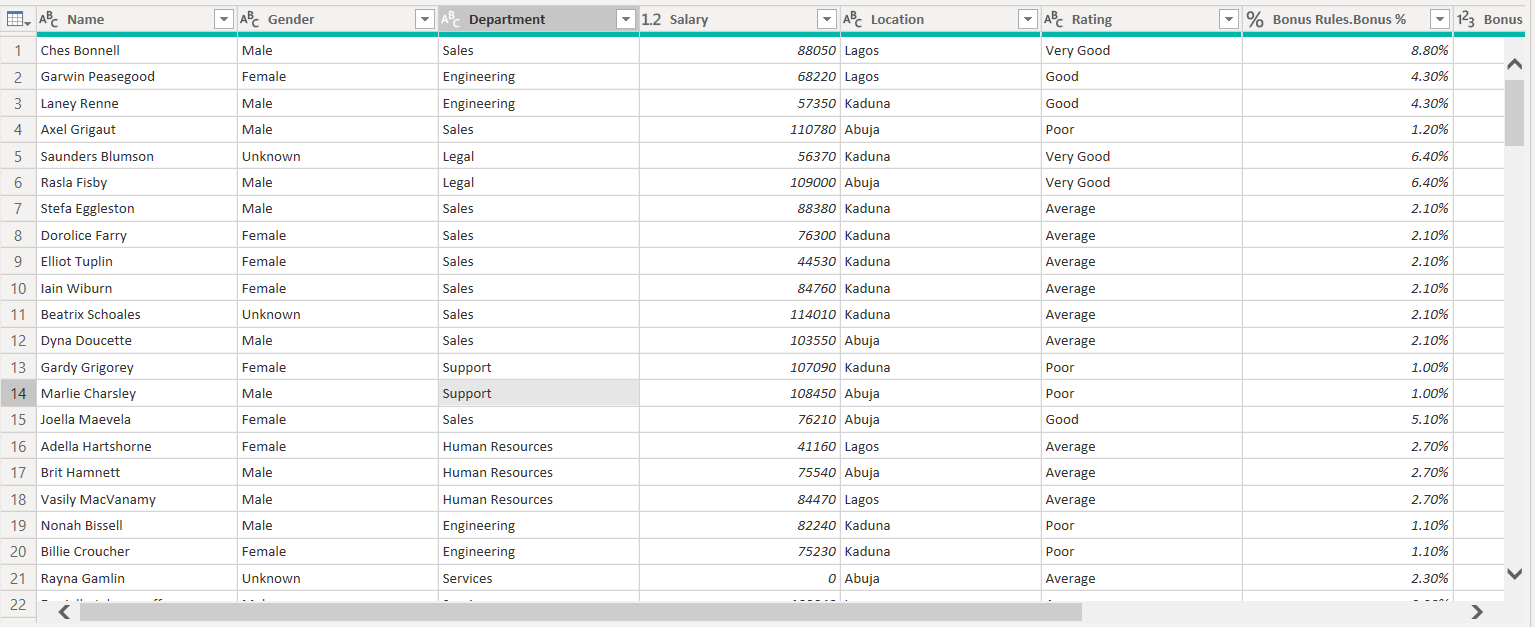 ABC Name ABC Gender ABC Department 1.2 Salary ABC Location ABC Rating % Bonus Rules.Bonus % 123 Bonus
1 Ches Bonnell Male Sales 88050 Lagos Very Good 8.80%
2 Garwin Peasegood Female Engineering 68220 Lagos Good 4.30%
3 Laney Renne Male Engineering 57350 Kaduna Good 4.30%
4 Axel Grigaut Male Sales 110780 Abuja Poor 1.20%
5 Saunders Blumson Unknown Legal 56370 Kaduna Very Good 6.40%
6 Rasla Fisby Male Legal 109000 Abuja Very Good 6.40%
7 Stefa Eggleston Male Sales 88380 Kaduna Average 2.10%
8 Dorolice Farry Female Sales 76300 Kaduna Average 2.10%
9 Elliot Tuplin Female Sales 44530 Kaduna Average 2.10%
10 Iain Wiburn Female Sales 84760 Kaduna Average 2.10%
11 Beatrix Schoales Unknown Sales 114010 Kaduna Average 2.10%
12 Dyna Doucette Male Sales 103550 Abuja Average 2.10%
13 Gardy Grigorey Female Support 107090 Kaduna Poor 1.00%
14 Marlie Charsley Male Support 108450 Abuja Poor 1.00%
15 Joella Maevela Female Sales 76210 Abuja Good 5.10%
16 Adella Hartshorne Female Human Resources 41160 Lagos Average 2.70%
17 Brit Hamnett Male Human Resources 75540 Abuja Average 2.70%
18 Vasily MacVanamy Male Human Resources 84470 Lagos Average 2.70%
19 Nonah Bissell Male Engineering 82240 Kaduna Poor 1.10%
20 Billie Croucher Female Engineering 75230 Kaduna Poor 1.10%
21 Rayna Gamlin Unknown Services 0 Abuja Average 2.30%
22